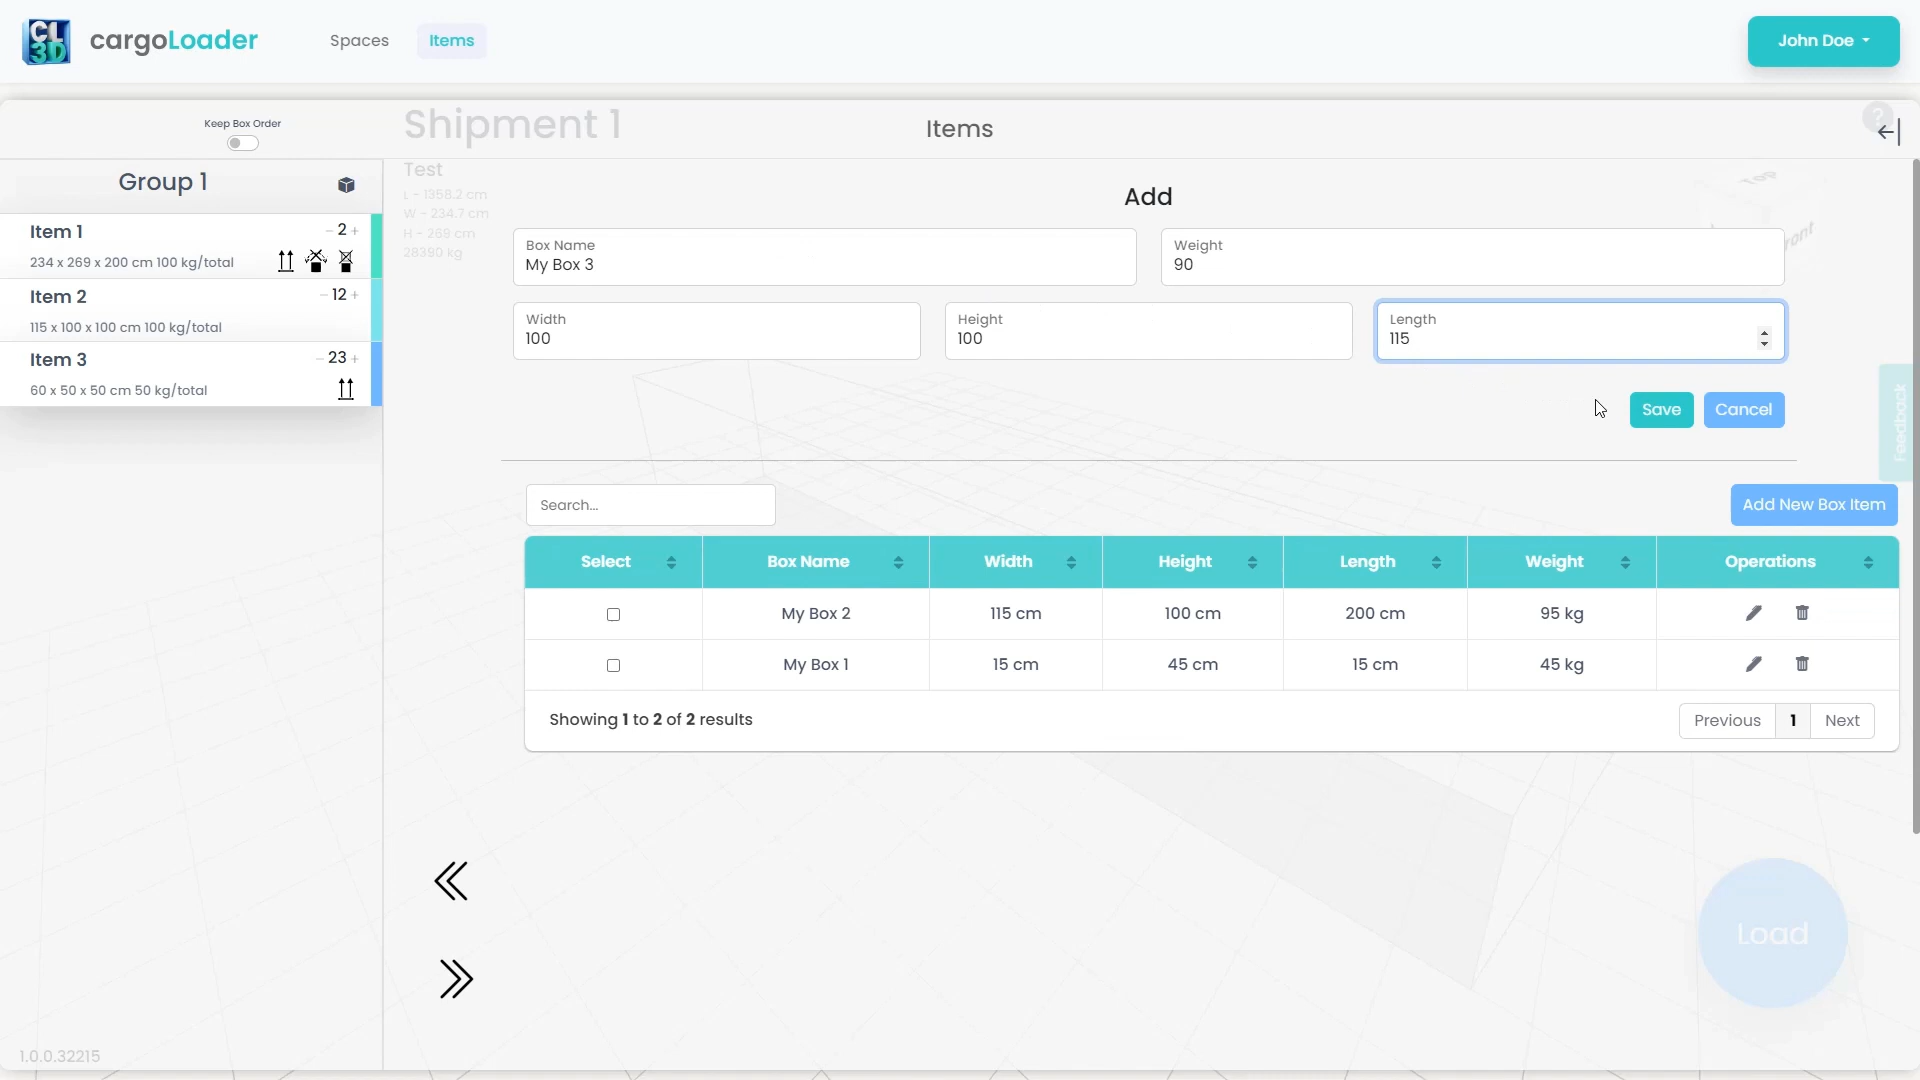 CL
3D
cargoLoader
Spaces
Items
John Doe
Keep Box Order
Shipment 1
Items
?
Group 1
Test
L - 1358.2 cm
W - 234.7 cm
H - 269 cm
28390 kg
Add
Top
Front
Item 1
- 2 +
234 x 269 x 200 cm 100 kg/total
Item 2
- 12 +
115 x 100 x 100 cm 100 kg/total
Item 3
- 23 +
60 x 50 x 50 cm 50 kg/total
Box Name
My Box 3
Weight
90
Width
100
Height
100
Length
115
Save
Cancel
Feedback
Search...
Add New Box Item
Select Box Name Width Height Length Weight Operations
My Box 2 115 cm 100 cm 200 cm 95 kg
My Box 1 15 cm 45 cm 15 cm 45 kg
Showing 1 to 2 of 2 results
Previous 1 Next
Load
1.0.0.32215